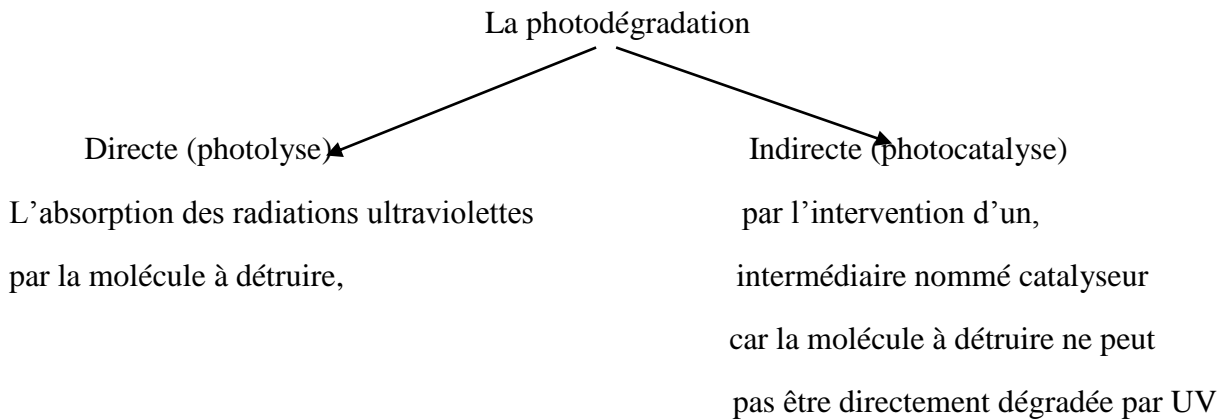 La photodégradation
Directe (photolyse)
L’absorption des radiations ultraviolettes
par la molécule à détruire,
Indirecte (photocatalyse)
par l’intervention d’un,
intermédiaire nommé catalyseur
car la molécule à détruire ne peut
pas être directement dégradée par UV